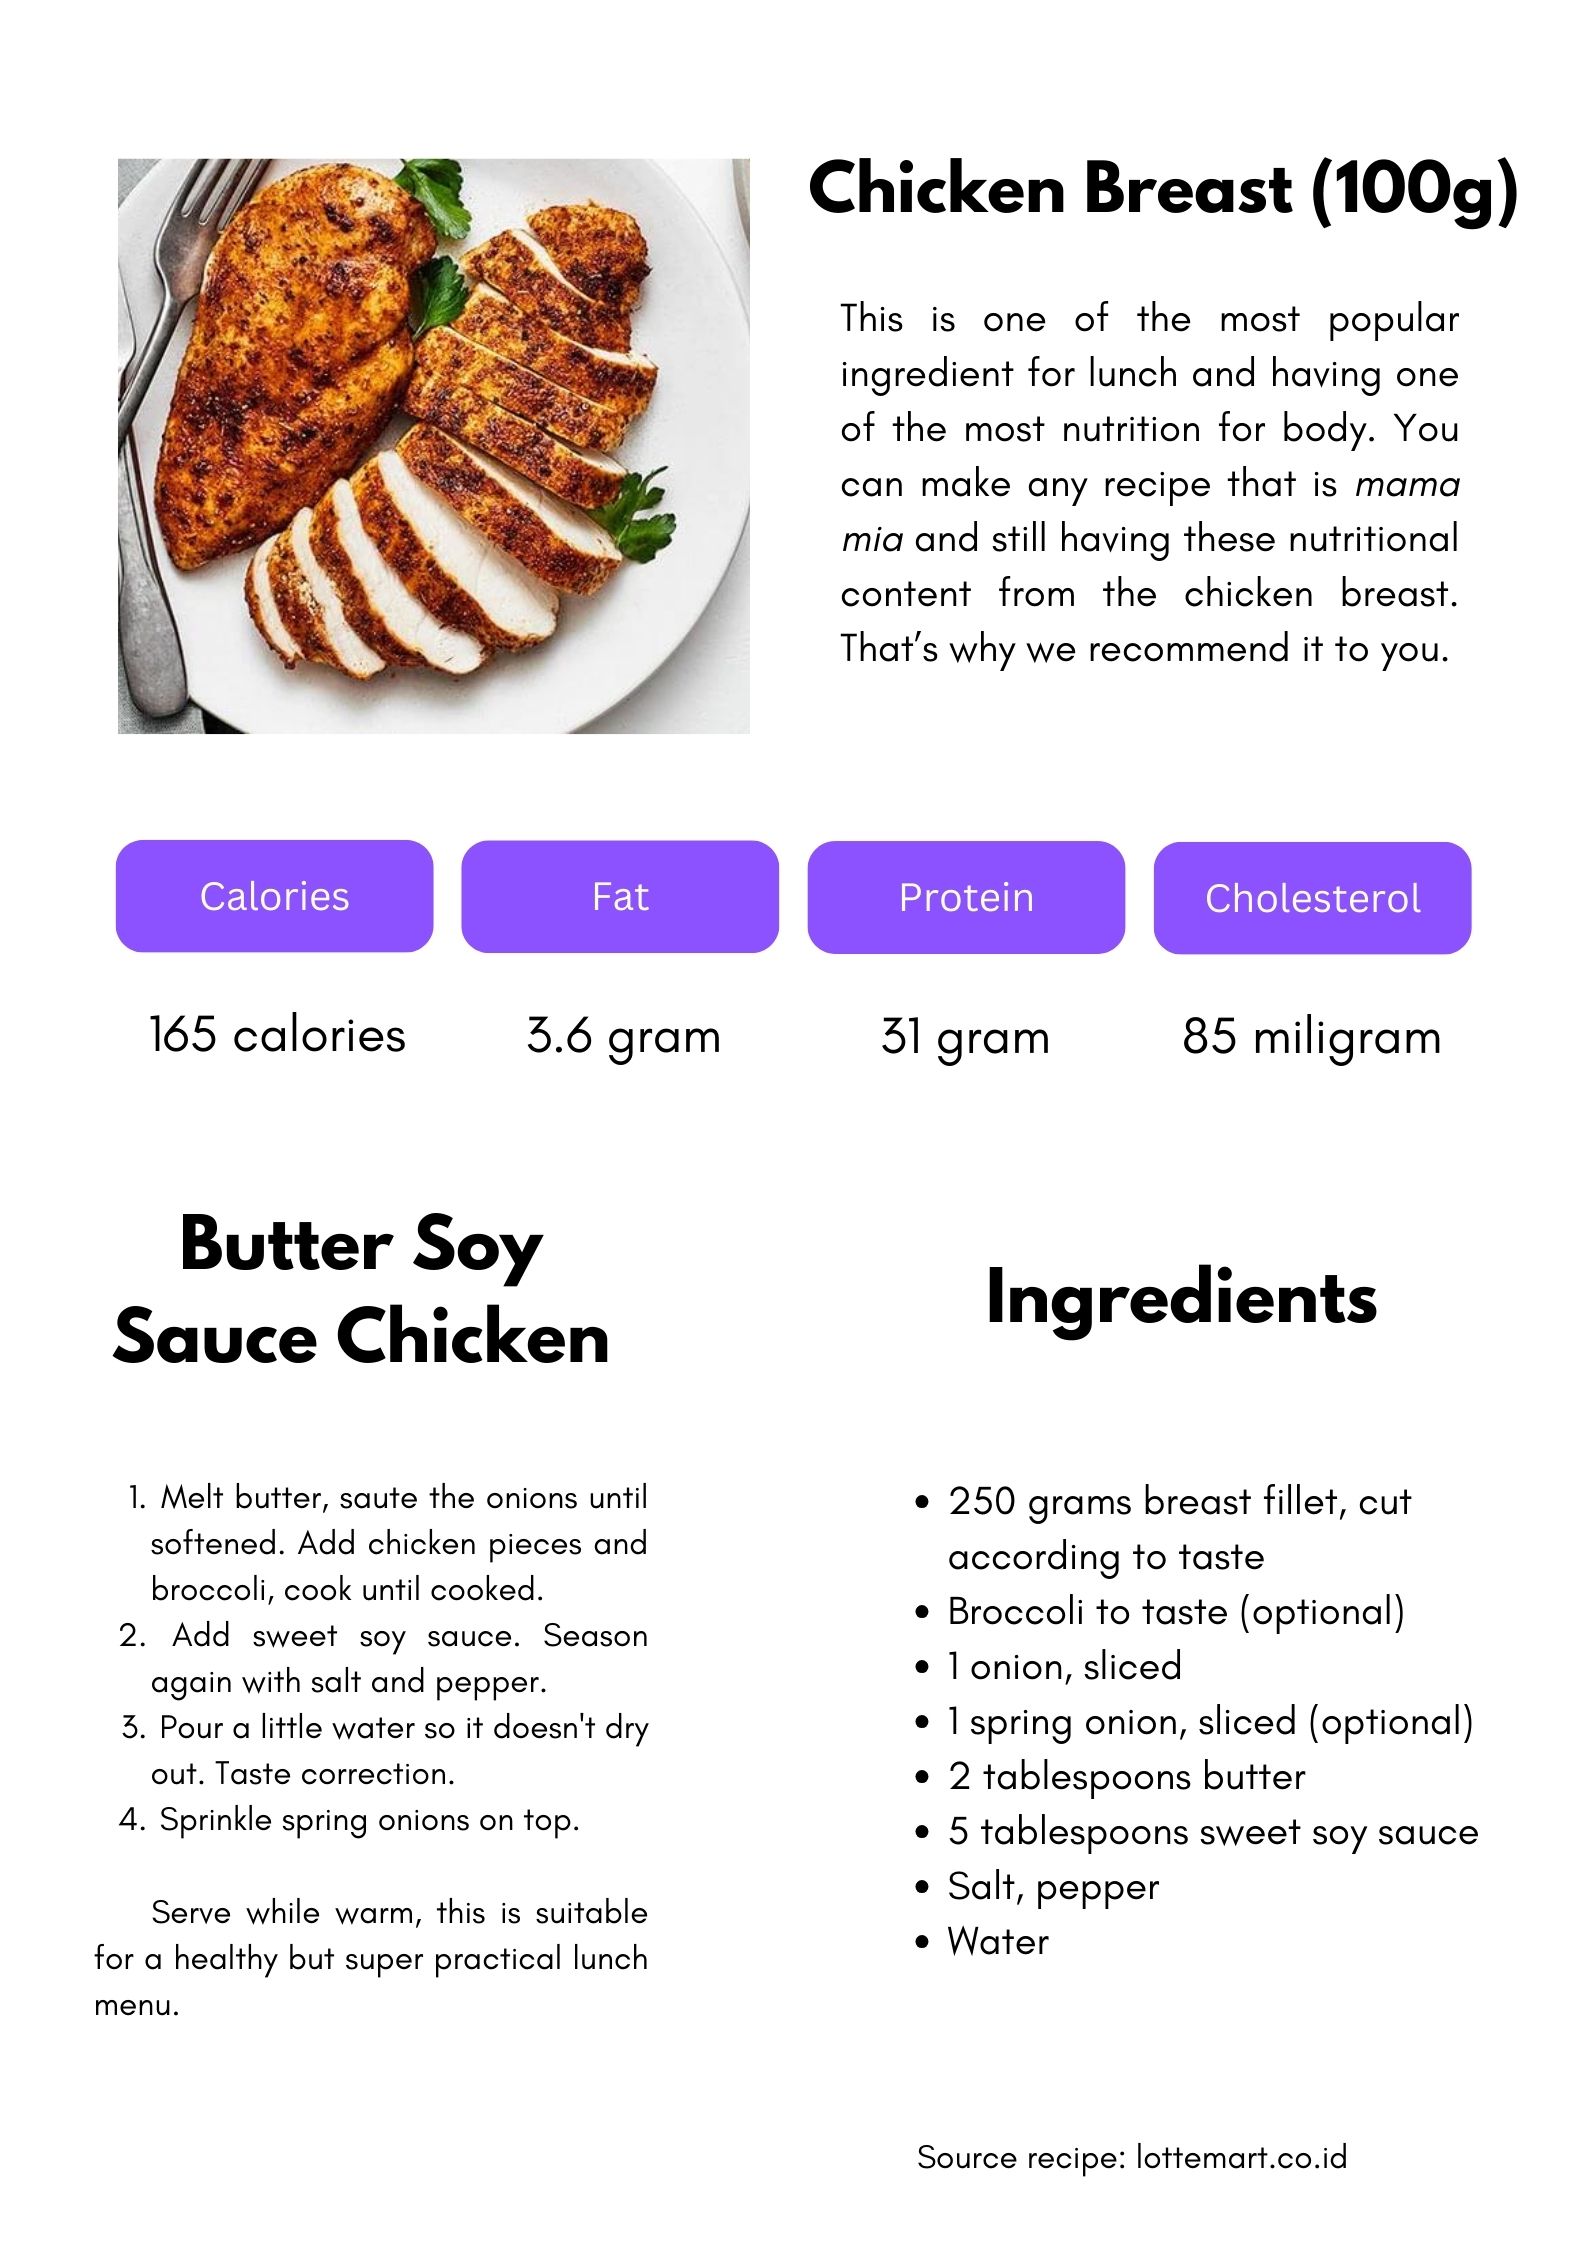 Chicken Breast (100g)
This is one of the most popular
ingredient for lunch and having one
of the most nutrition for body. You
can make any recipe that is mama
mia and still having these nutritional
content from the chicken breast.
That’s why we recommend it to you.
Calories
Fat
Protein
Cholesterol
165 calories
3.6 gram
31 gram
85 miligram
Butter Soy
Sauce Chicken
1. Melt butter, saute the onions until
softened. Add chicken pieces and
broccoli, cook until cooked.
2. Add sweet soy sauce. Season
again with salt and pepper.
3. Pour a little water so it doesn't dry
out. Taste correction.
4. Sprinkle spring onions on top.
Serve while warm, this is suitable
for a healthy but super practical lunch
menu.
Ingredients
• 250 grams breast fillet, cut
according to taste
• Broccoli to taste (optional)
• 1 onion, sliced
• 1 spring onion, sliced (optional)
• 2 tablespoons butter
• 5 tablespoons sweet soy sauce
• Salt, pepper
• Water
Source recipe: lottemart.co.id